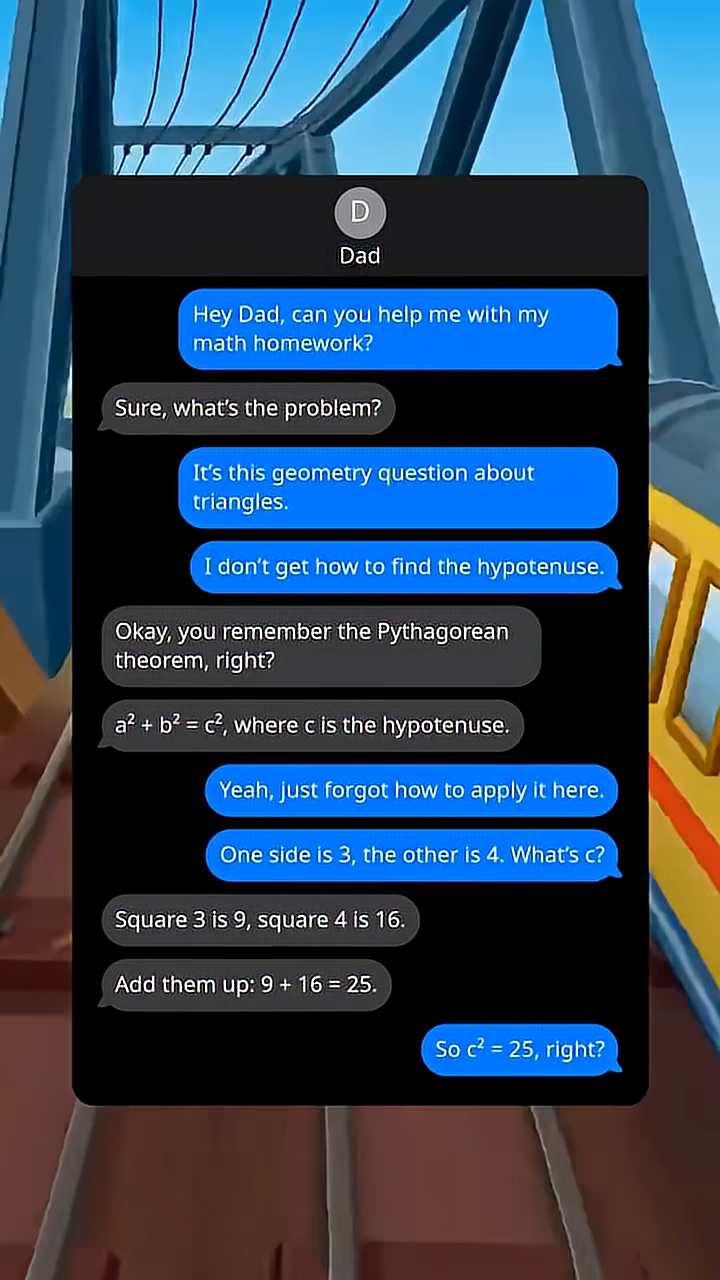 D
Dad
Hey Dad, can you help me with my
math homework?
Sure, what’s the problem?
It’s this geometry question about
triangles.
I don’t get how to find the hypotenuse.
Okay, you remember the Pythagorean
theorem, right?
a² + b² = c², where c is the hypotenuse.
Yeah, just forgot how to apply it here.
One side is 3, the other is 4. What’s c?
Square 3 is 9, square 4 is 16.
Add them up: 9 + 16 = 25.
So c² = 25, right?